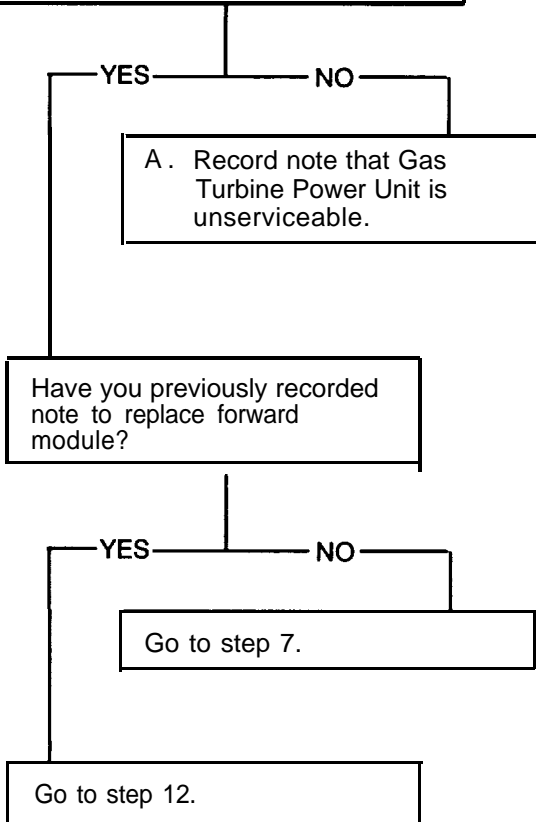 YES NO
A. Record note that Gas
Turbine Power Unit is
unserviceable.
Have you previously recorded
note to replace forward
module?
YES NO
Go to step 7.
Go to step 12.